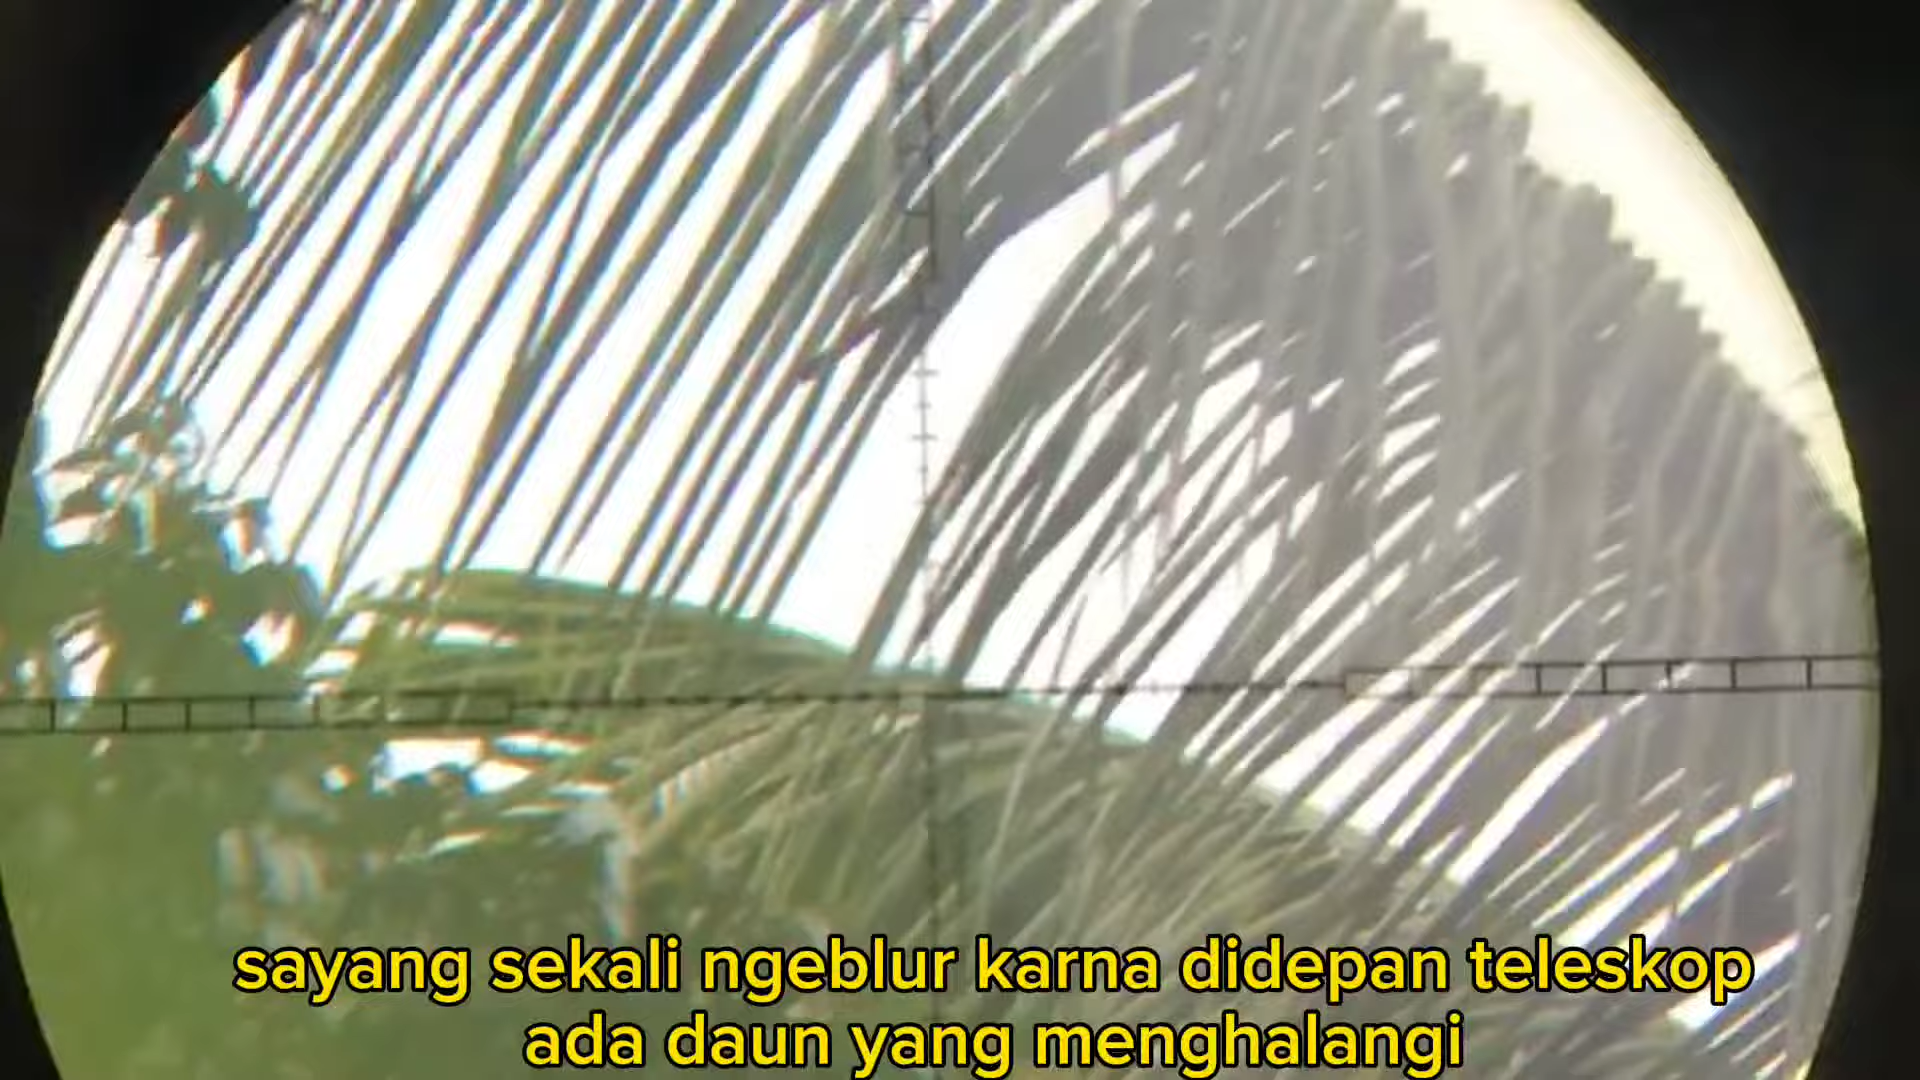 sayang sekali ngeblur karna didepan teleskop
ada daun yang menghalangi